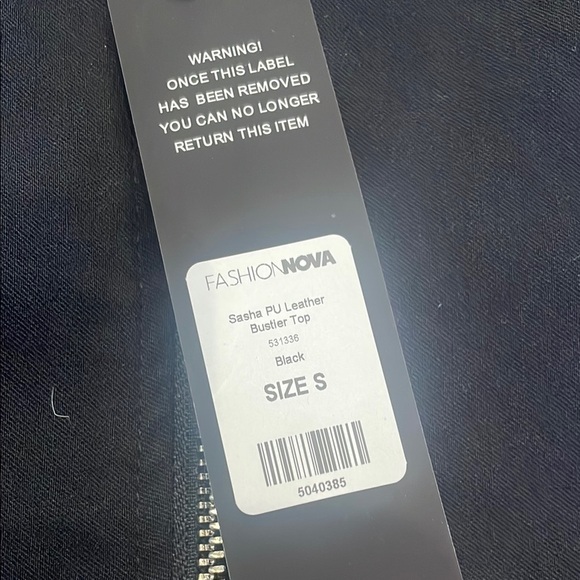 WARNING!
ONCE THIS LABEL
HAS BEEN REMOVED
YOU CAN NO LONGER
RETURN THIS ITEM
FASHIONNOVA
Sasha PU Leather
Bustier Top
531336
Black
SIZE S
5040385